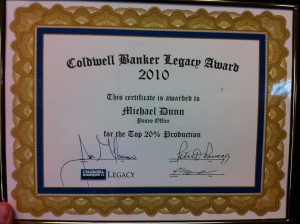 Coldwell Banker Legacy Award
2010
This certificate is awarded to
Michael Dunn
Paseo Office
for the Top 20% Production
COLDWELL
BANKER
LEGACY